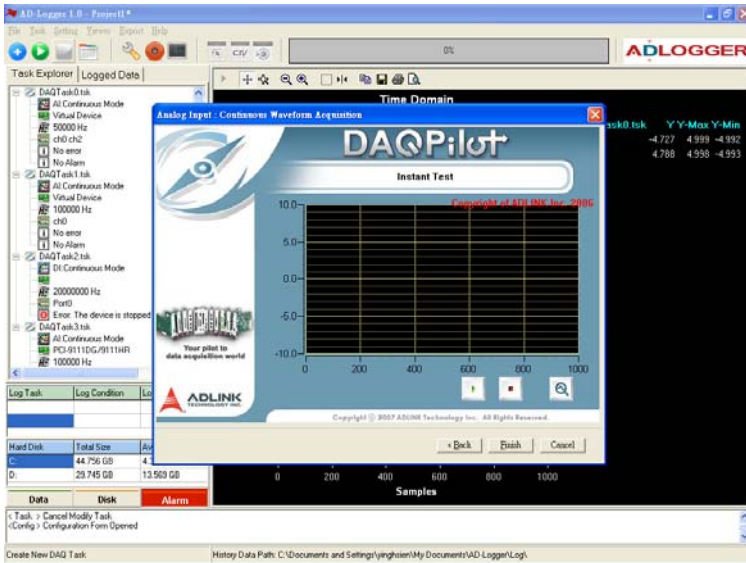 AD-Logger 1.0 - Project1*
File Task Setting Viewer Export Help
CSV
0%
ADLOGGER
Task Explorer
Logged Data
DAQTask0.tsk
AI:Continuous Mode
Virtual Device
50000 Hz
ch0 ch2
No error
No Alarm
DAQTask1.tsk
AI:Continuous Mode
Virtual Device
100000 Hz
ch0
No error
No Alarm
DAQTask2.tsk
DI:Continuous Mode
20000000 Hz
Port0
Error. The device is stopped
DAQTask3.tsk
AI:Continuous Mode
PCI-9111DG/9111HR
100000 Hz
Log Task Log Condition Lo
Hard Disk Total Size Av
C: 44.756 GB 4.
D: 29.745 GB 13.569 GB
Data Disk Alarm
Time Domain
ask0.tsk Y Y-Max Y-Min
-4.727 4.999 -4.992
4.788 4.998 -4.993
Analog Input : Continuous Waveform Acquisition
DAQPilot
Instant Test
Copyright of ADLINK Inc. 2006
10.0
5.0
0.0
-5.0
-10.0
0 200 400 600 800 1000
Your pilot to
data acquisition world
ADLINK
TECHNOLOGY INC.
Copyright © 2007 ADLINK Technology Inc. All Rights Reserved.
< Back Finish Cancel
0 200 400 600 800 1000
Samples
< Task > Cancel Modify Task
<Config > Configuration Form Opened
Create New DAQ Task
History Data Path: C:\Documents and Settings\yinghsien\My Documents\AD-Logger\Log\